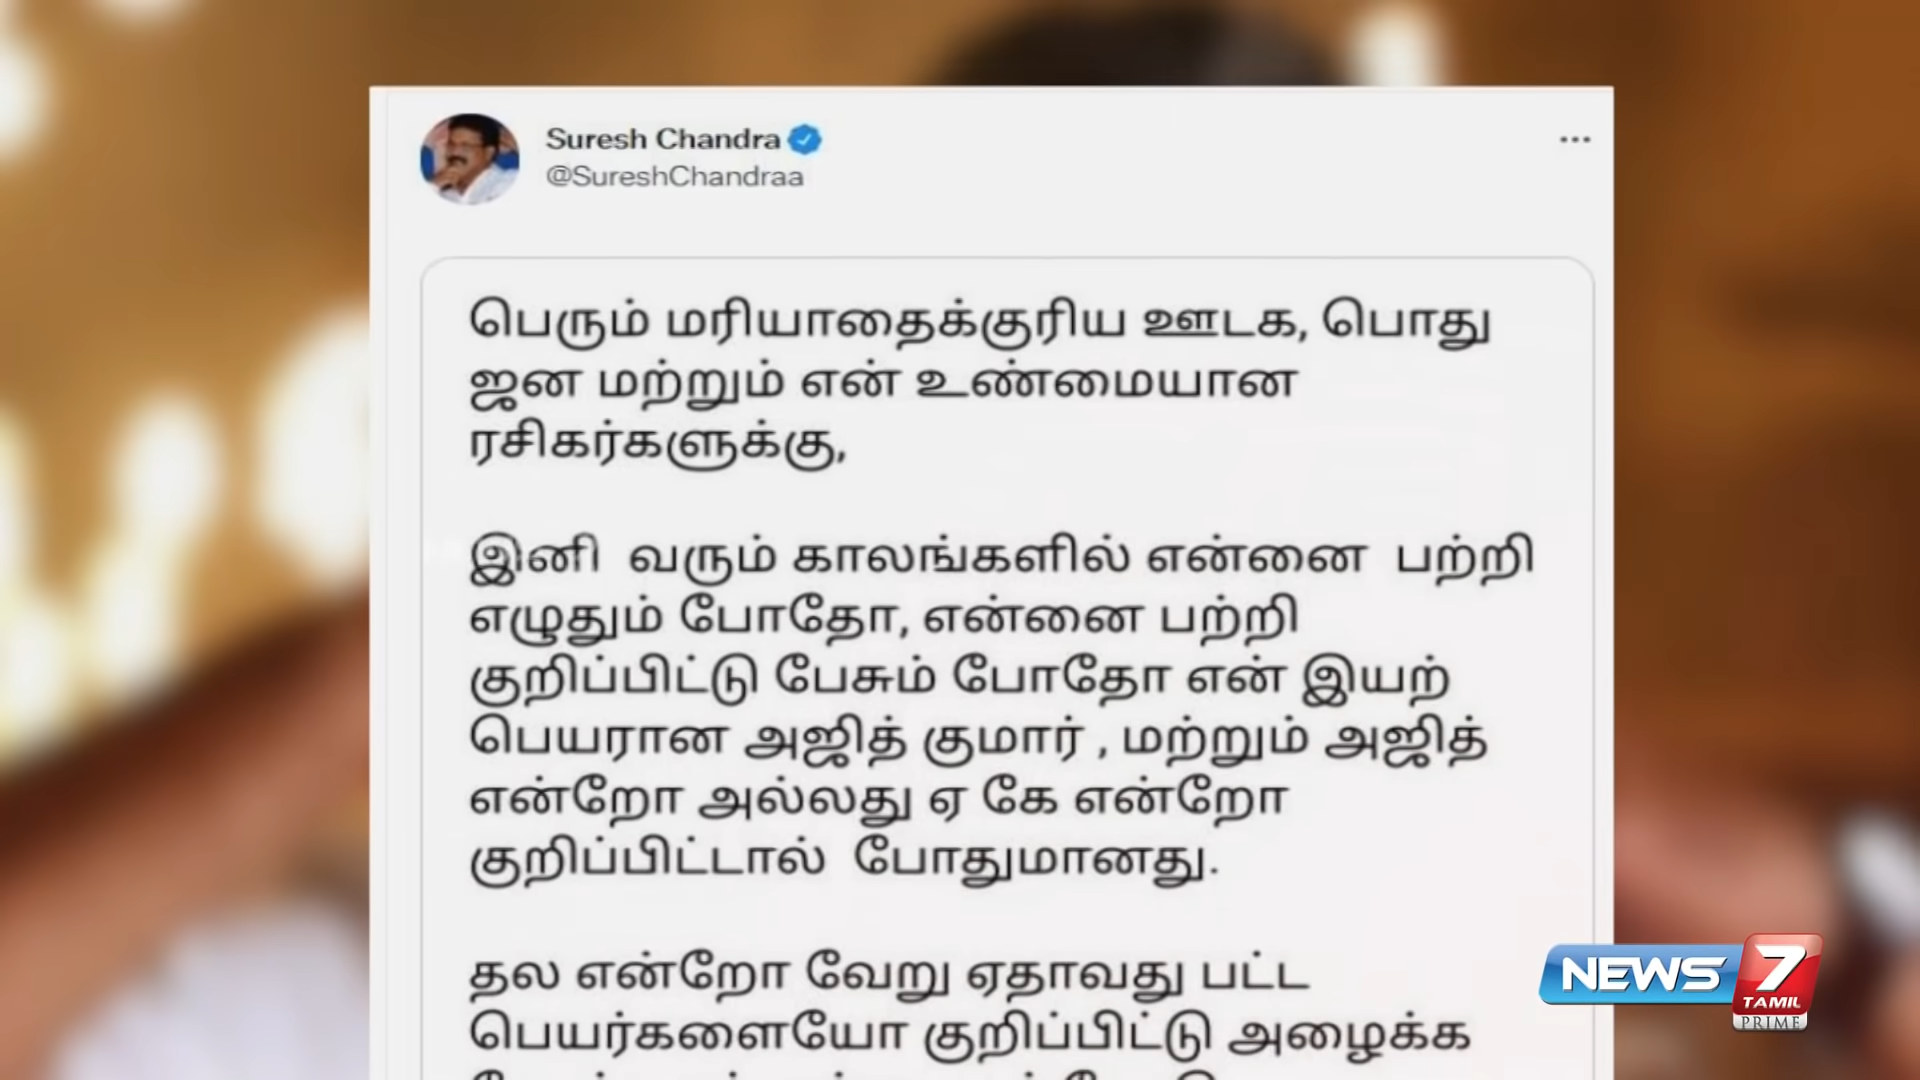 Suresh Chandra
@SureshChandraa
பெரும் மரியாதைக்குரிய ஊடக, பொது
ஜன மற்றும் என் உண்மையான
ரசிகர்களுக்கு,
இனி வரும் காலங்களில் என்னை பற்றி
எழுதும் போதோ, என்னை பற்றி
குறிப்பிட்டு பேசும் போதோ என் இயற்
பெயரான அஜித் குமார் , மற்றும் அஜித்
என்றோ அல்லது ஏ கே என்றோ
குறிப்பிட்டால் போதுமானது.
தல என்றோ வேறு ஏதாவது பட்ட
பெயர்களையோ குறிப்பிட்டு அழைக்க
NEWS 7
TAMIL
PRIME